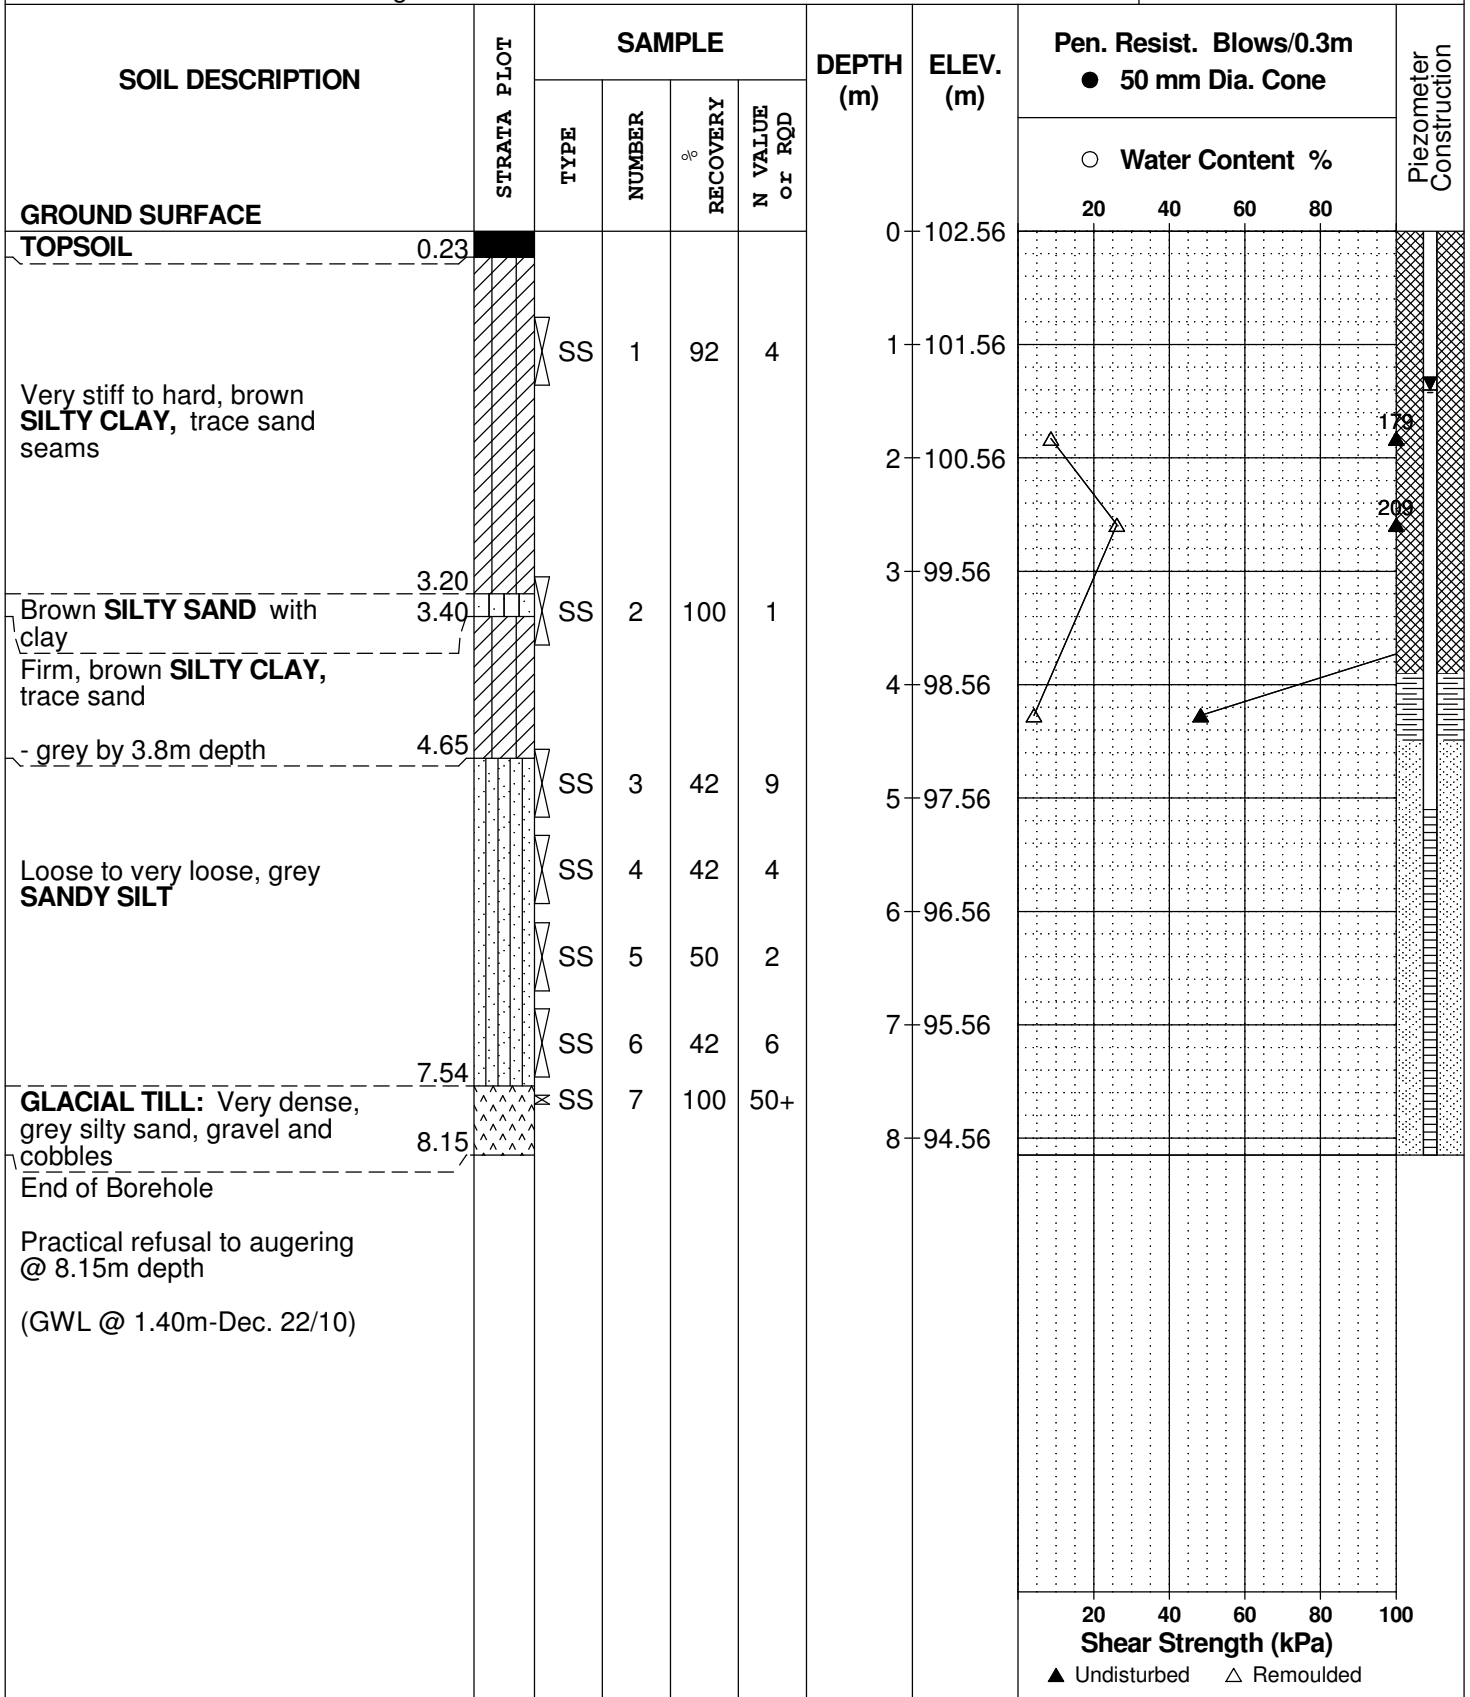 SOIL DESCRIPTION
STRATA PLOT
SAMPLE
TYPE
NUMBER
% RECOVERY
N VALUE or RQD
DEPTH (m)
ELEV. (m)
Pen. Resist. Blows/0.3m
● 50 mm Dia. Cone
○ Water Content %
20 40 60 80
Piezometer Construction
GROUND SURFACE
0 102.56
TOPSOIL 0.23
SS 1 92 4
1 101.56
Very stiff to hard, brown
SILTY CLAY, trace sand
seams
179
2 100.56
209
3 99.56
3.20
Brown SILTY SAND with 3.40
clay
SS 2 100 1
Firm, brown SILTY CLAY,
trace sand
4 98.56
- grey by 3.8m depth 4.65
SS 3 42 9
5 97.56
Loose to very loose, grey
SANDY SILT
SS 4 42 4
6 96.56
SS 5 50 2
7 95.56
SS 6 42 6
7.54
GLACIAL TILL: Very dense,
grey silty sand, gravel and
cobbles 8.15
SS 7 100 50+
8 94.56
End of Borehole
Practical refusal to augering
@ 8.15m depth
(GWL @ 1.40m-Dec. 22/10)
20 40 60 80 100
Shear Strength (kPa)
▲ Undisturbed △ Remoulded